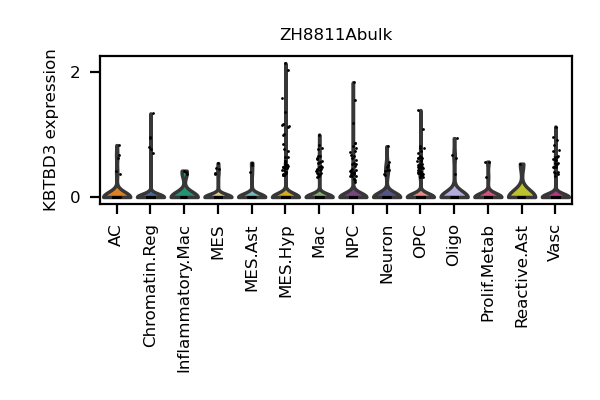 ZH8811Abulk
KBTBD3 expression
2
0
AC
Chromatin.Reg
Inflammatory.Mac
MES
MES.Ast
MES.Hyp
Mac
NPC
Neuron
OPC
Oligo
Prolif.Metab
Reactive.Ast
Vasc